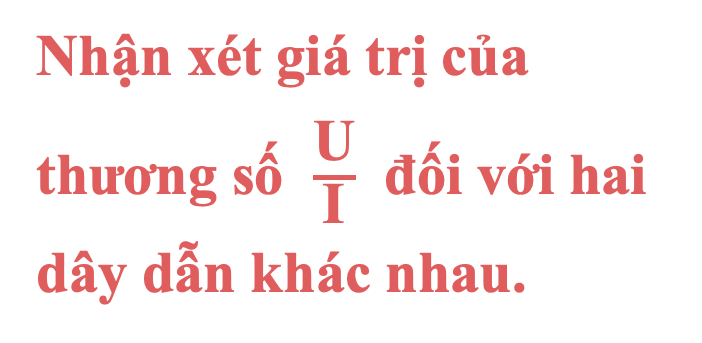 Nhận xét giá trị của
thương số U/I đối với hai
dây dẫn khác nhau.